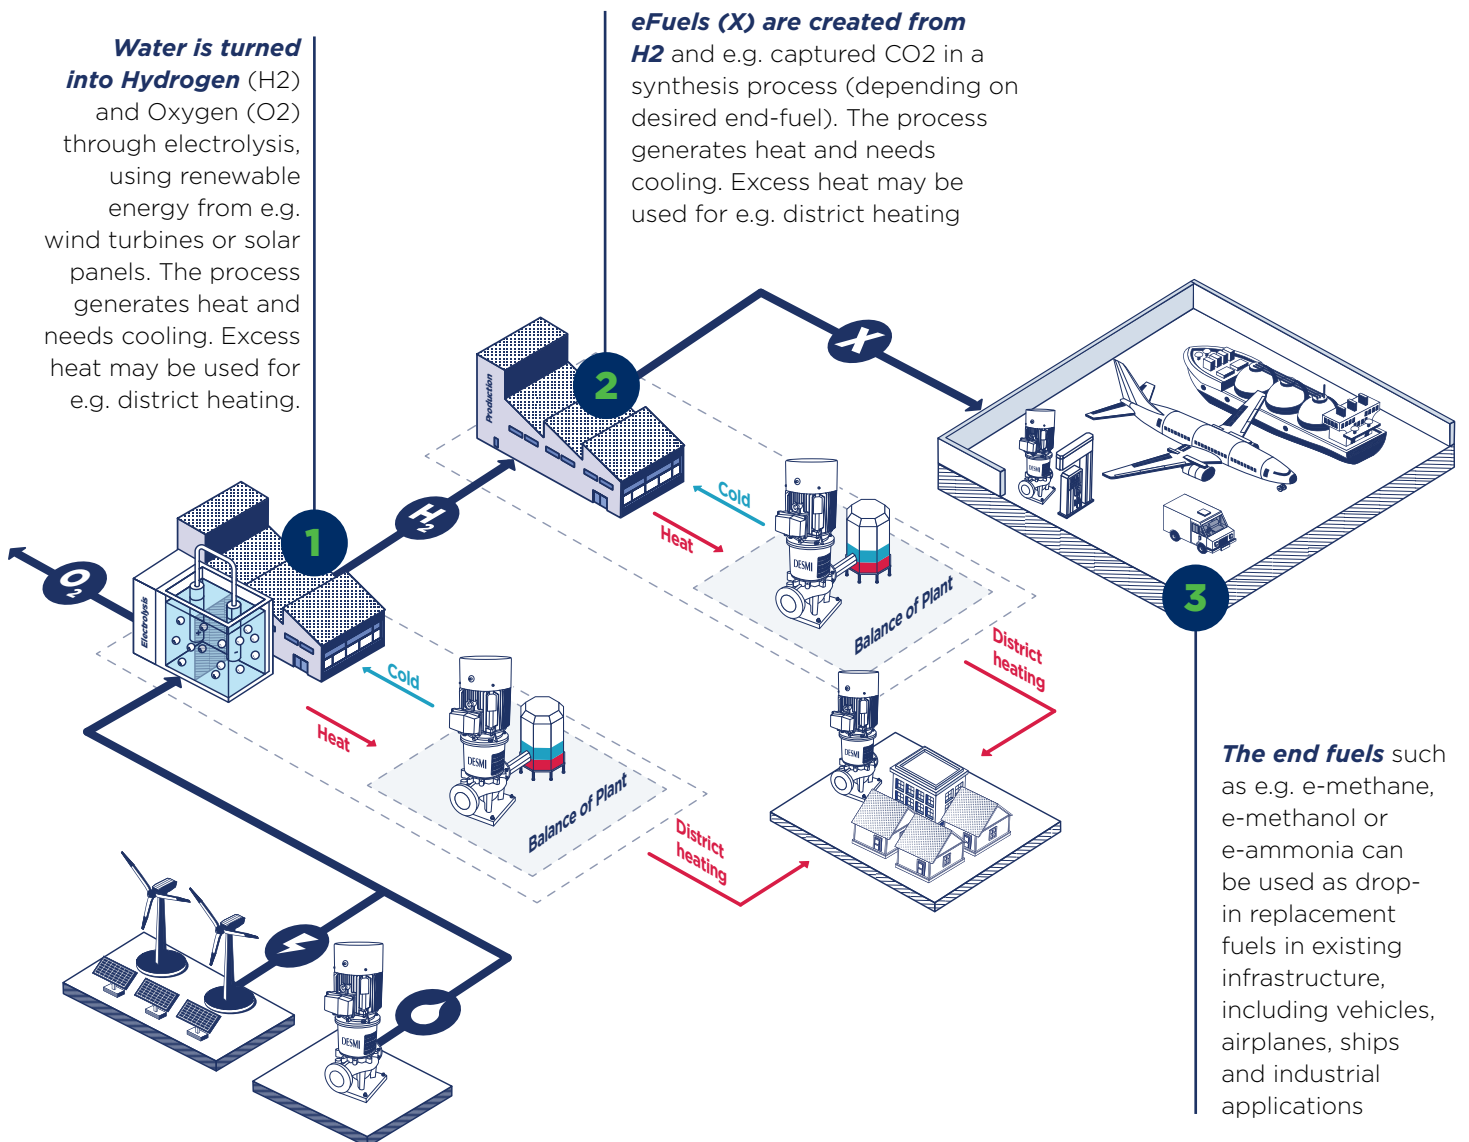 Water is turned
into Hydrogen (H2)
and Oxygen (O2)
through electrolysis,
using renewable
energy from e.g.
wind turbines or solar
panels. The process
generates heat and
needs cooling. Excess
heat may be used for
e.g. district heating.
eFuels (X) are created from
H2 and e.g. captured CO2 in a
synthesis process (depending on
desired end-fuel). The process
generates heat and needs
cooling. Excess heat may be
used for e.g. district heating
X
Production
2
H2
Cold
Heat
DESMI
DESMI
Balance of Plant
1
O2
Electrolysis
+
-
Cold
Heat
DESMI
Balance of Plant
3
District
heating
DESMI
District
heating
DESMI
The end fuels such
as e.g. e-methane,
e-methanol or
e-ammonia can
be used as drop-
in replacement
fuels in existing
infrastructure,
including vehicles,
airplanes, ships
and industrial
applications